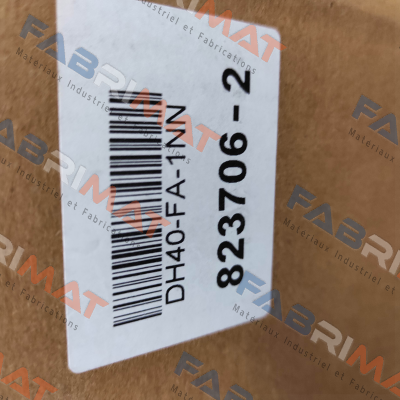 DH40-FA-1NN
823706-2
FABRIMAT
Materiaux Industriel et Fabrications